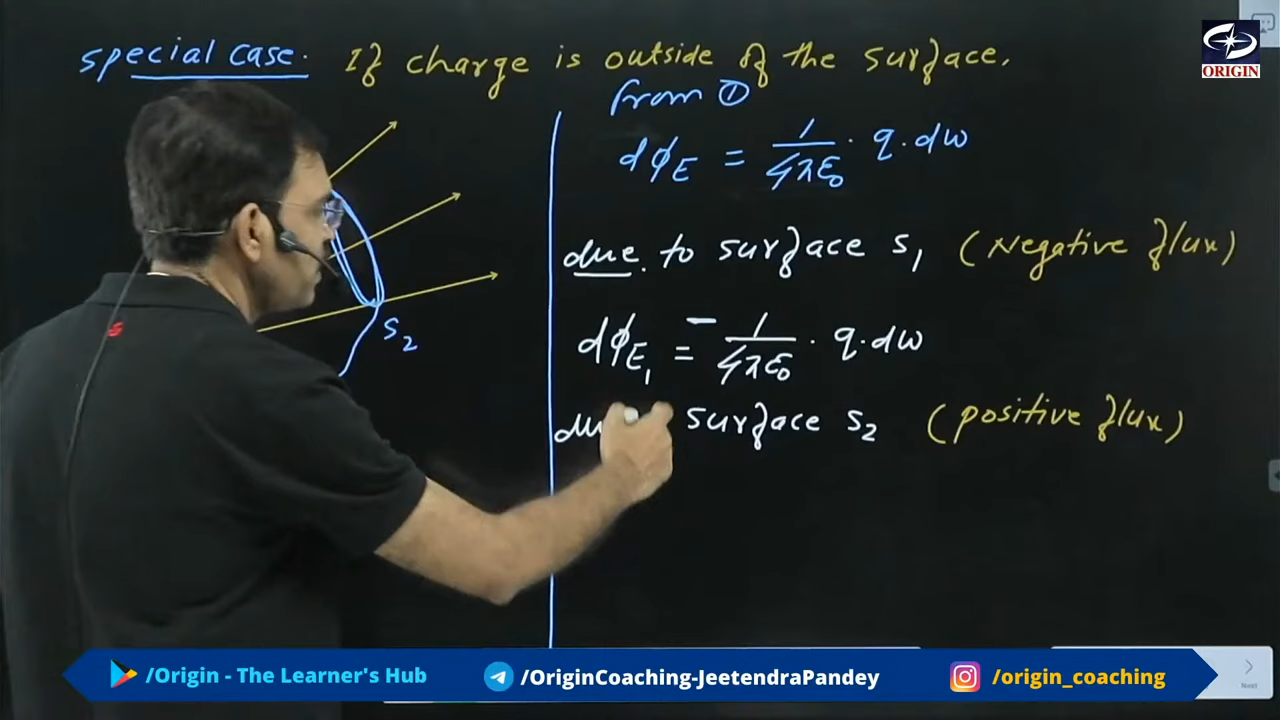 special case. If charge is outside of the surface.
from ①
dϕE = 1/4πε0 · q.dω
due to surface s1 (Negative flux)
dϕE1 = - 1/4πε0 · q.dω
surface s2 (positive flux)
s2
ORIGIN
/Origin - The Learner's Hub
/OriginCoaching-JeetendraPandey
/origin_coaching
Next